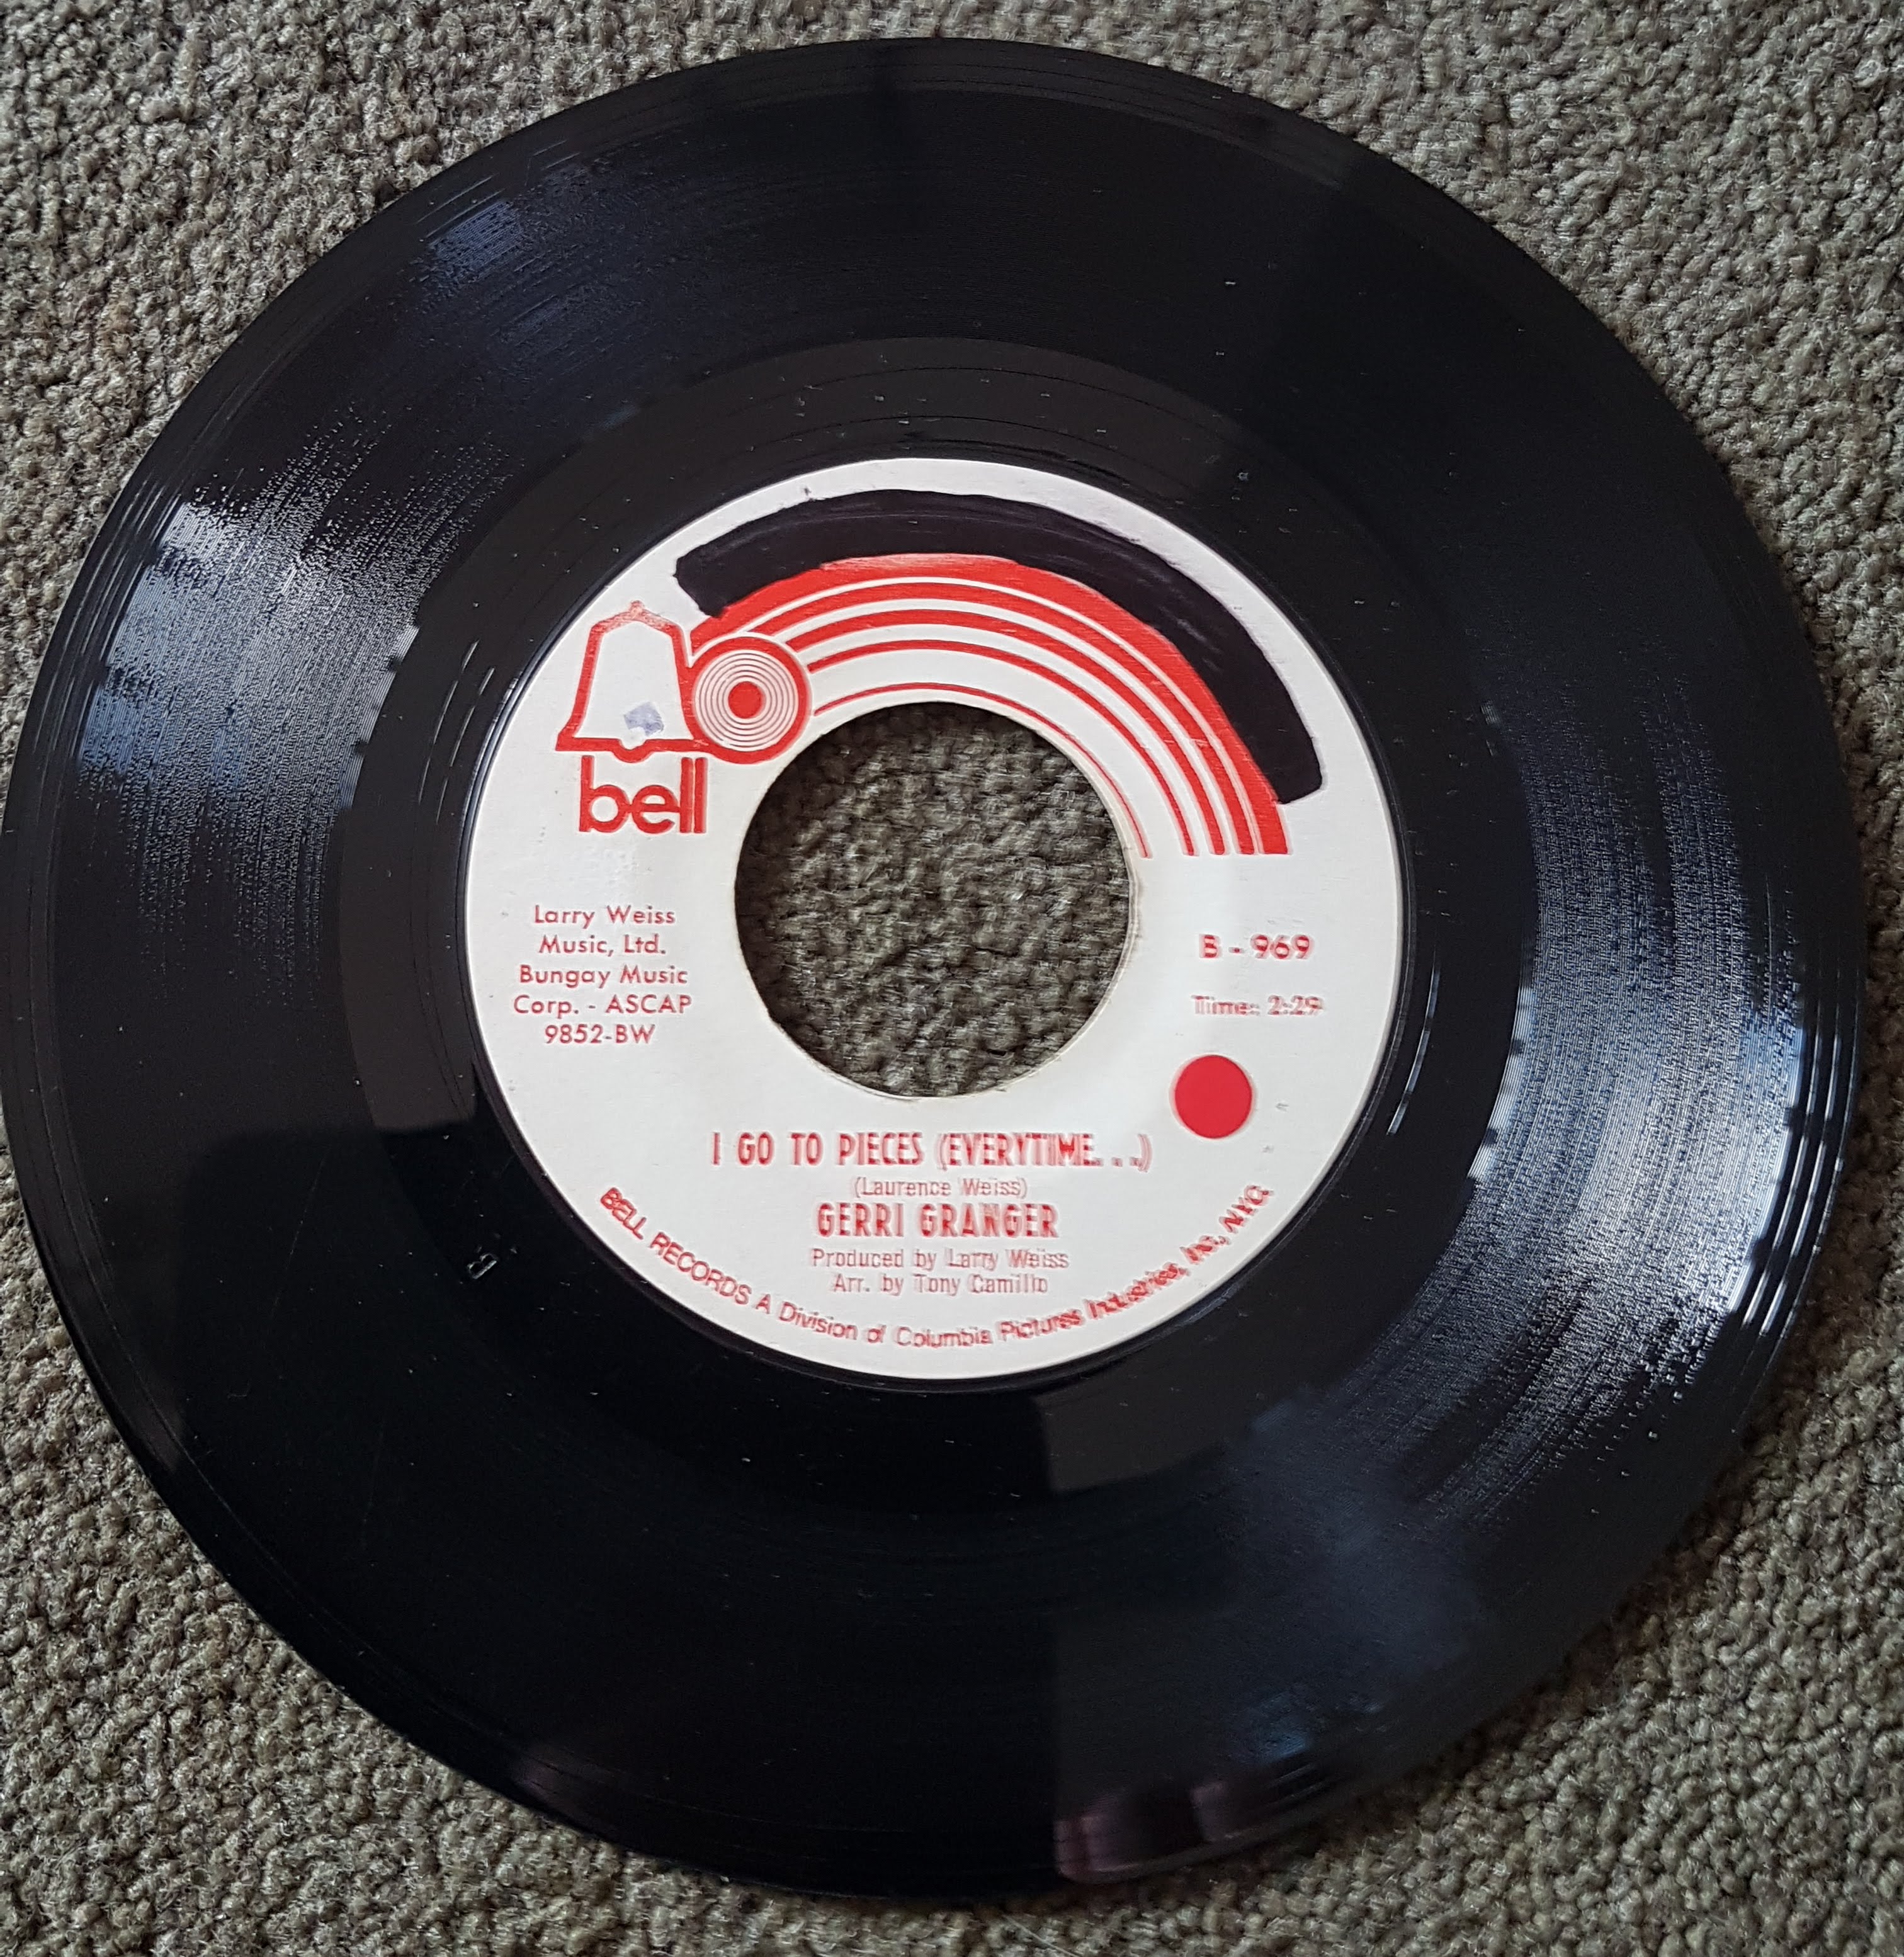 bell
Larry Weiss
Music, Ltd.
Bungay Music
Corp. - ASCAP
9852-BW
B - 969
Time: 2:29
I GO TO PIECES (EVERYTIME. . .)
(Laurence Weiss)
GERRI GRANGER
Produced by Larry Weiss
Arr. by Tony Camillo
BELL RECORDS A Division of Columbia Pictures Industries, Inc., NYC.